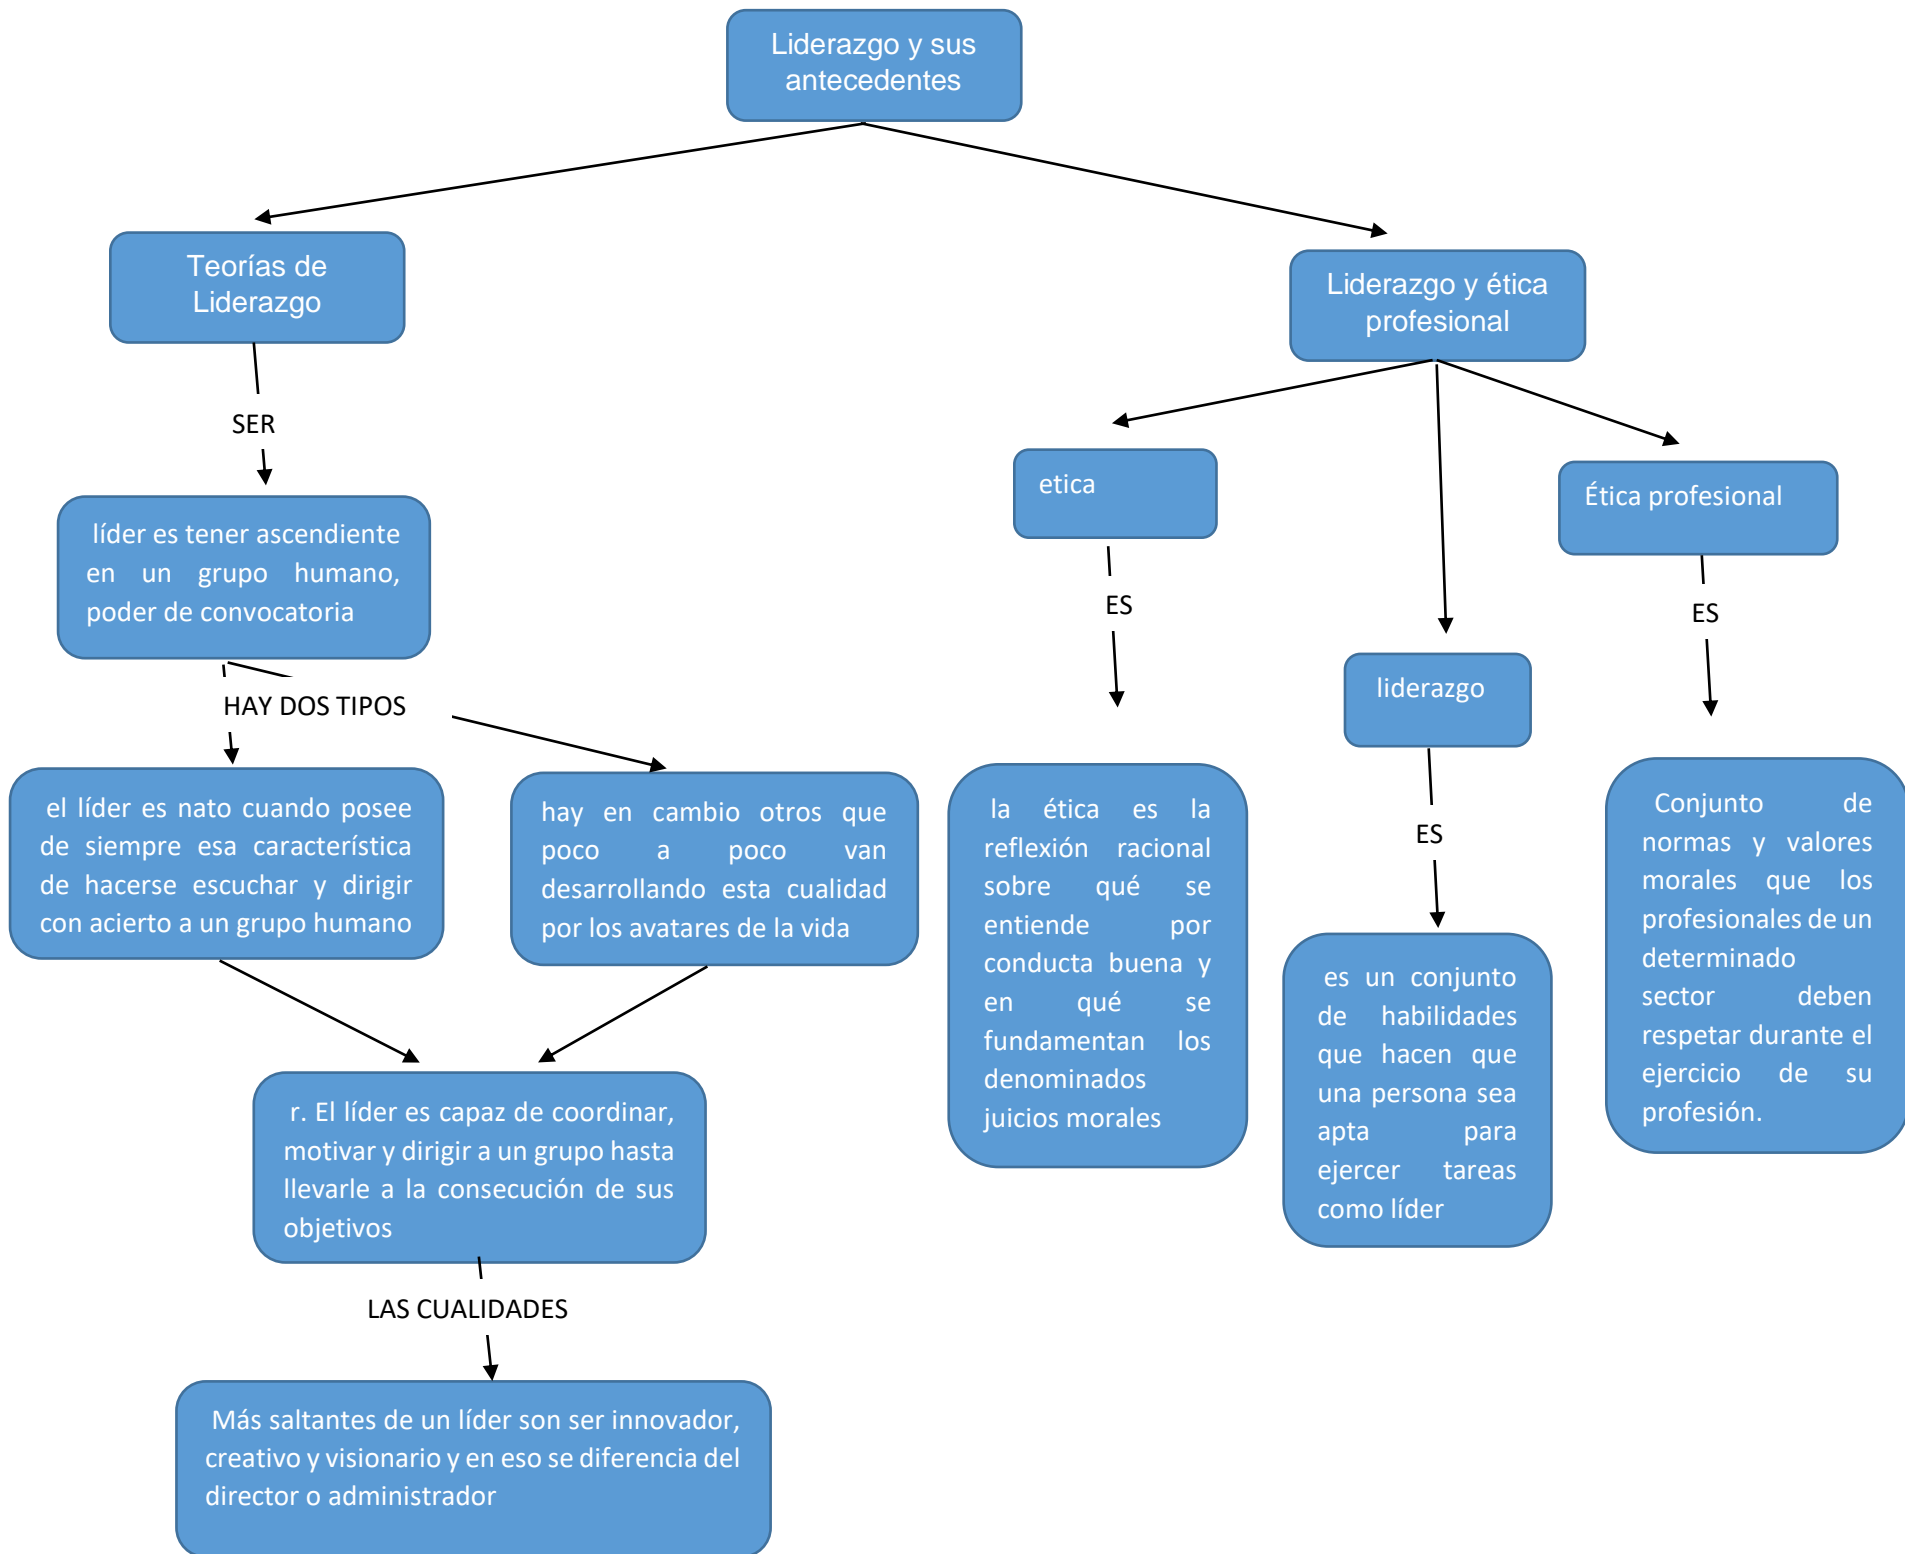 Liderazgo y sus
antecedentes
Teorías de
Liderazgo
SER
líder es tener ascendiente
en un grupo humano,
poder de convocatoria
HAY DOS TIPOS
el líder es nato cuando posee
de siempre esa característica
de hacerse escuchar y dirigir
con acierto a un grupo humano
hay en cambio otros que
poco a poco van
desarrollando esta cualidad
por los avatares de la vida
r. El líder es capaz de coordinar,
motivar y dirigir a un grupo hasta
llevarle a la consecución de sus
objetivos
LAS CUALIDADES
Más saltantes de un líder son ser innovador,
creativo y visionario y en eso se diferencia del
director o administrador
Liderazgo y ética
profesional
etica
ES
la ética es la
reflexión racional
sobre qué se
entiende por
conducta buena y
en qué se
fundamentan los
denominados
juicios morales
liderazgo
ES
es un conjunto
de habilidades
que hacen que
una persona sea
apta para
ejercer tareas
como líder
Ética profesional
ES
Conjunto de
normas y valores
morales que los
profesionales de un
determinado
sector deben
respetar durante el
ejercicio de su
profesión.